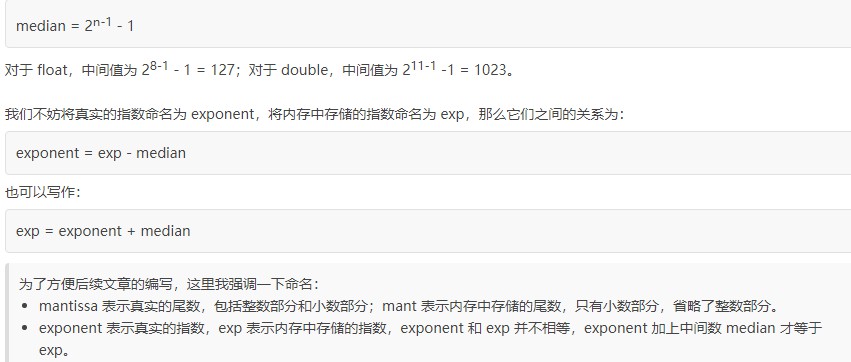 median = 2ⁿ⁻¹ - 1
对于 float，中间值为 2⁸⁻¹ - 1 = 127；对于 double，中间值为 2¹¹⁻¹ -1 = 1023。
我们不妨将真实的指数命名为 exponent，将内存中存储的指数命名为 exp，那么它们之间的关系为：
exponent = exp - median
也可以写作：
exp = exponent + median
为了方便后续文章的编写，这里我强调一下命名：
• mantissa 表示真实的尾数，包括整数部分和小数部分；mant 表示内存中存储的尾数，只有小数部分，省略了整数部分。
• exponent 表示真实的指数，exp 表示内存中存储的指数，exponent 和 exp 并不相等，exponent 加上中间数 median 才等于
exp。